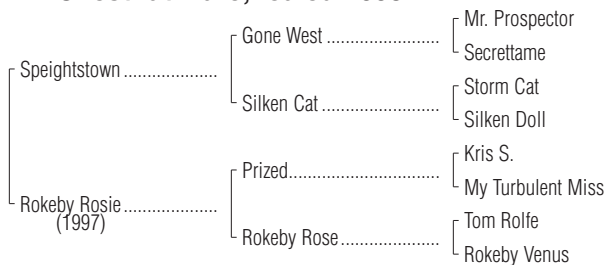 Mr. Prospector
Gone West ........................
Secrettame
Speightstown ....................
Storm Cat
Silken Cat .........................
Silken Doll
Kris S.
Prized................................
My Turbulent Miss
Rokeby Rosie....................
(1997)
Tom Rolfe
Rokeby Rose.....................
Rokeby Venus